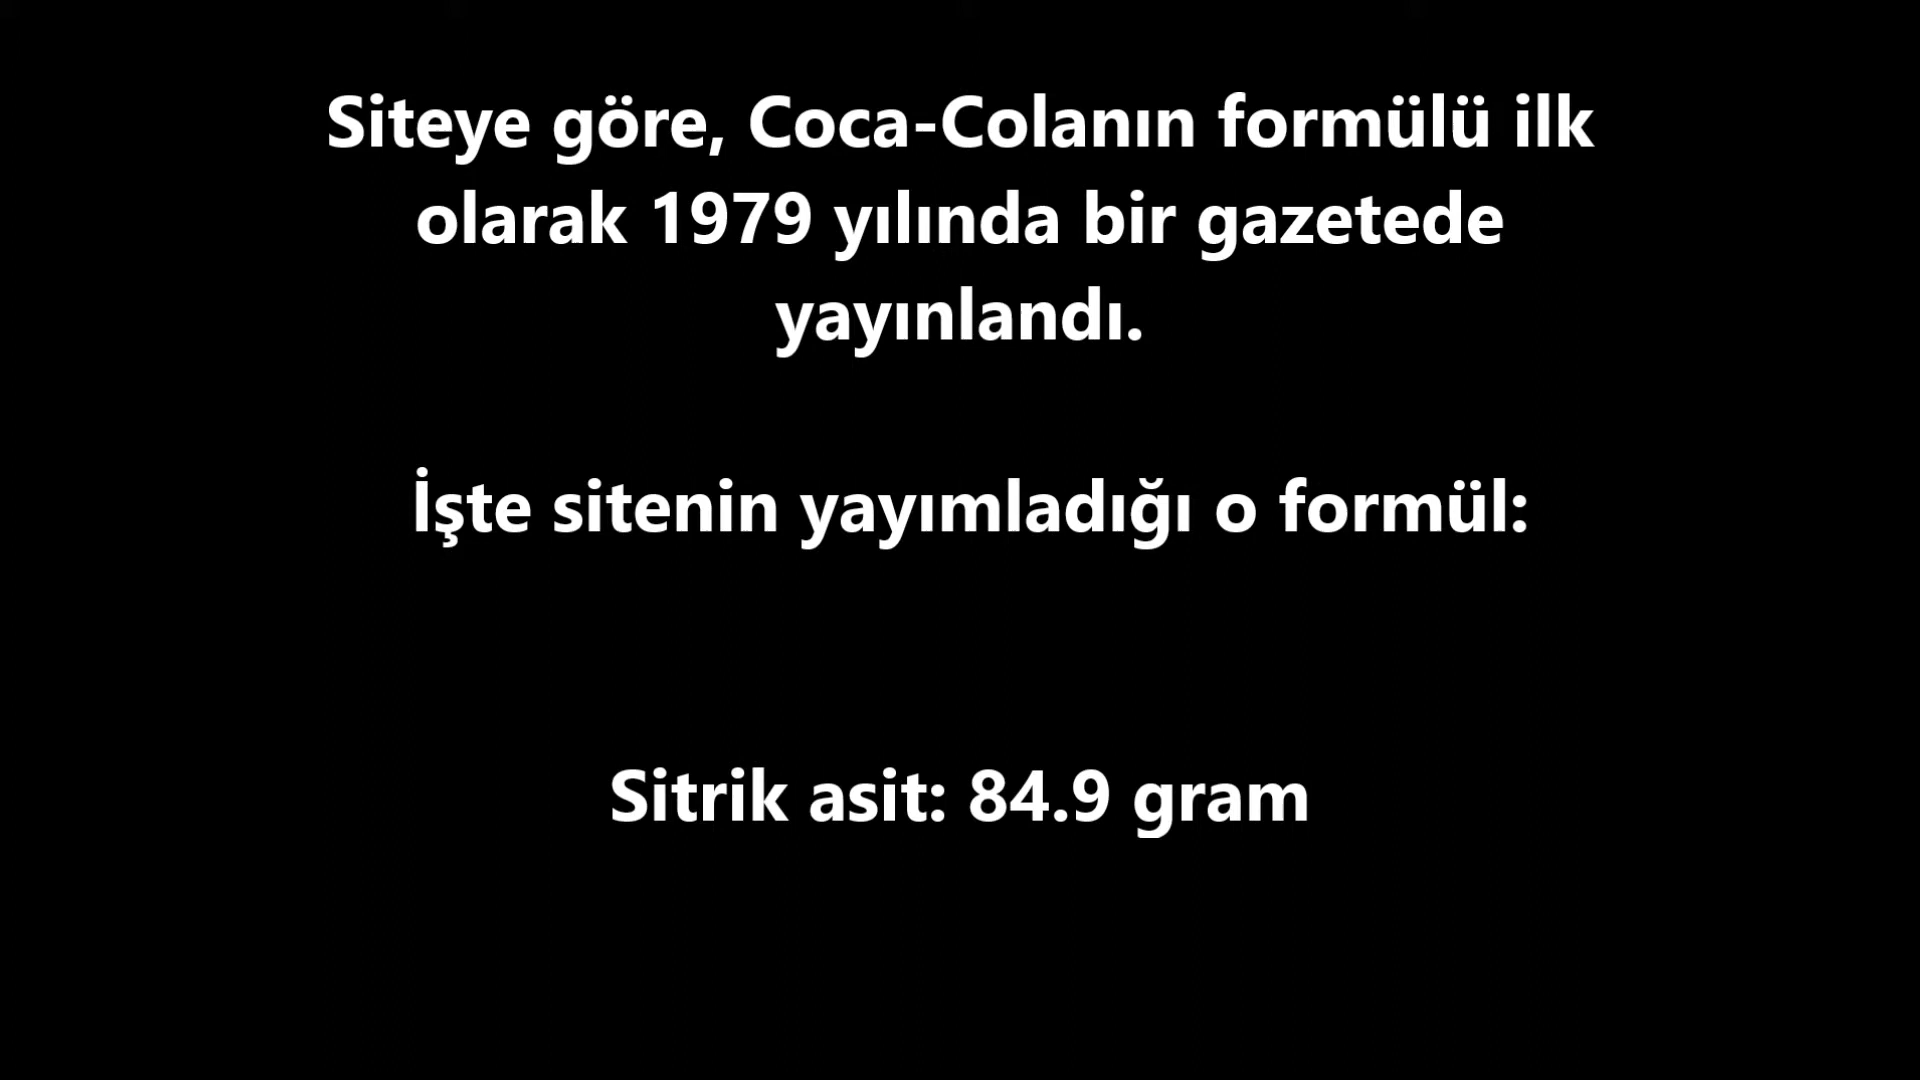 Siteye göre, Coca-Colanın formülü ilk
olarak 1979 yılında bir gazetede
yayınlandı.
İşte sitenin yayımladığı o formül:
Sitrik asit: 84.9 gram